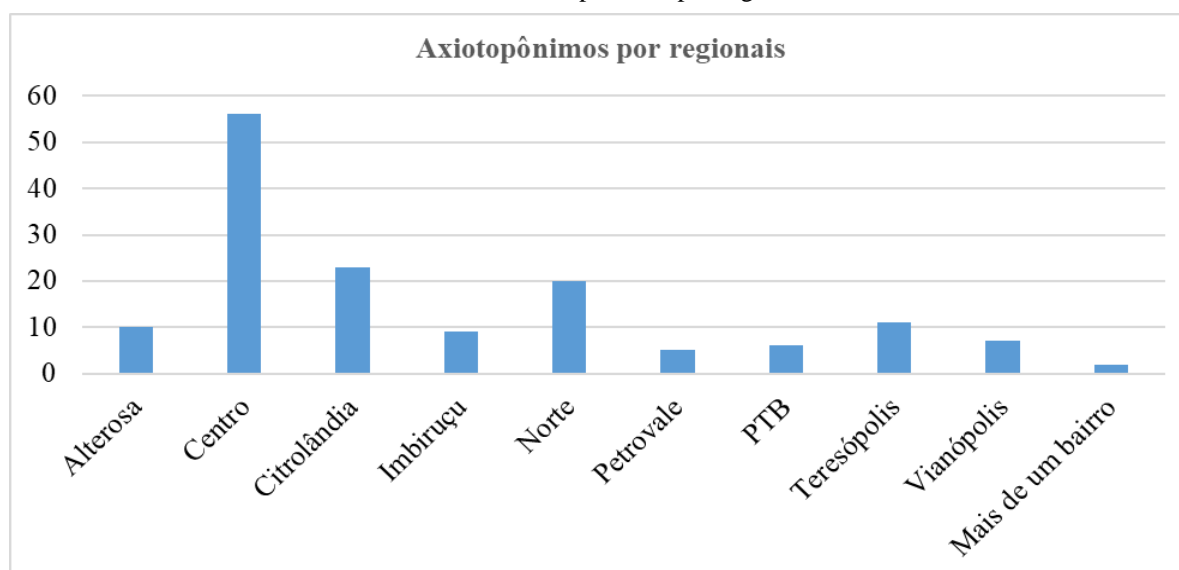 Axiotopônimos por regionais
60
50
40
30
20
10
0
Alterosa
Centro
Citrolândia
Imbiruçu
Norte
Petrovale
PTB
Teresópolis
Vianópolis
Mais de um bairro